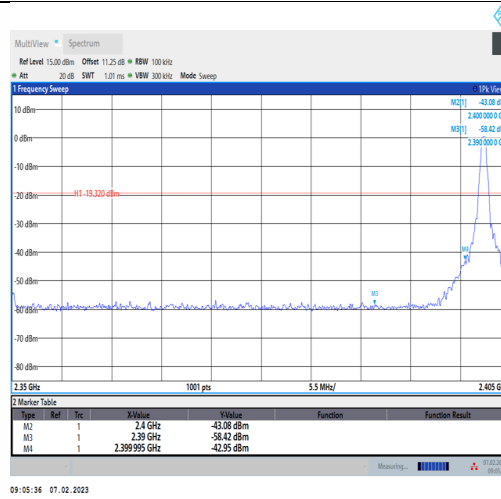 MultiView Spectrum
Ref Level 15.00 dBm Offset 11.25 dB RBW 100 kHz
Att 20 dB SWT 1.01 ms VBW 300 kHz Mode Sweep
1 Frequency Sweep 1Pk Vie
M2[1] -43.08 d
2.400 000 0 G
M3[1] -58.42 d
2.390 000 0 G
10 dBm
0 dBm
-10 dBm
H1 -19.320 dBm
-20 dBm
-30 dBm
M4
-40 dBm
-50 dBm
M3
-60 dBm
-70 dBm
-80 dBm
2.35 GHz 1001 pts 5.5 MHz/ 2.405 G
2 Marker Table
Type Ref Trc X-Value Y-Value Function Function Result
M2 1 2.4 GHz -43.08 dBm
M3 1 2.39 GHz -58.42 dBm
M4 1 2.399 995 GHz -42.95 dBm
Measuring...
09:05:36 07.02.2023